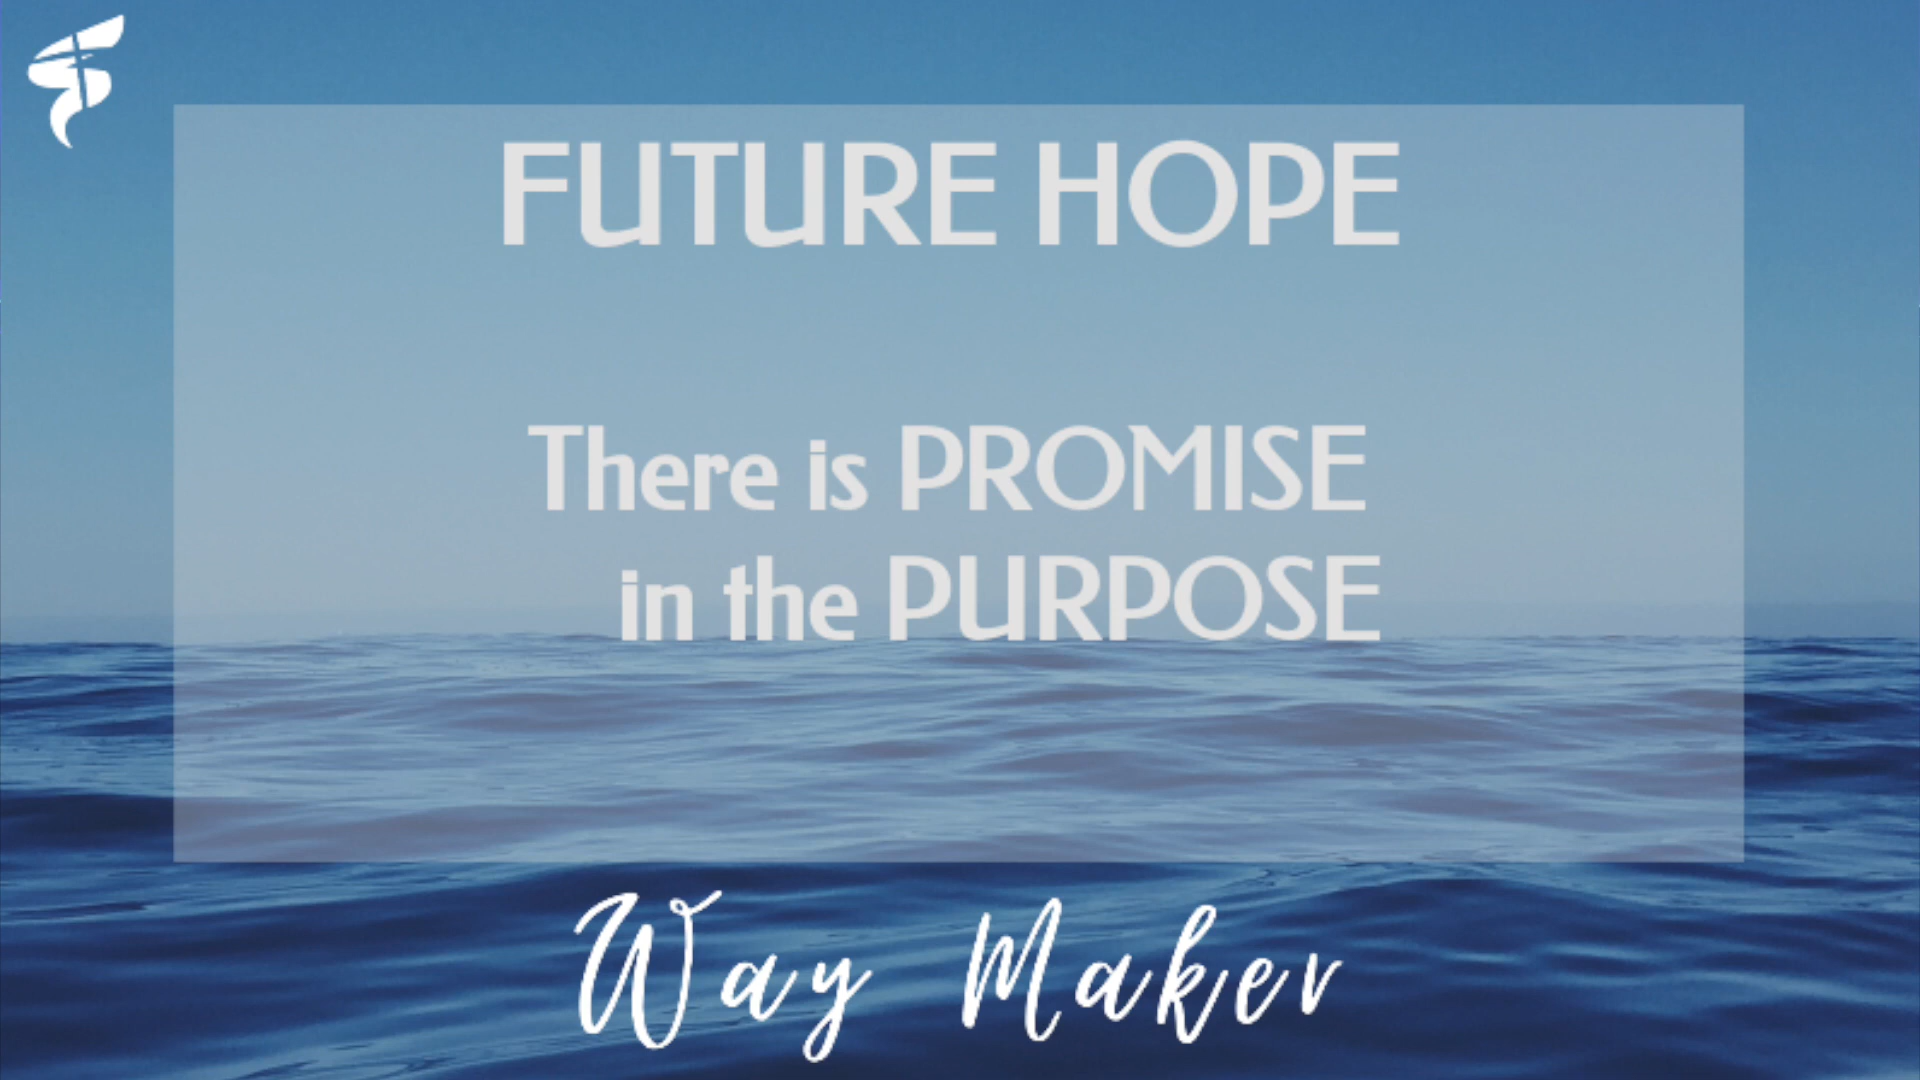 FUTURE HOPE
There is PROMISE
in the PURPOSE
Way Maker